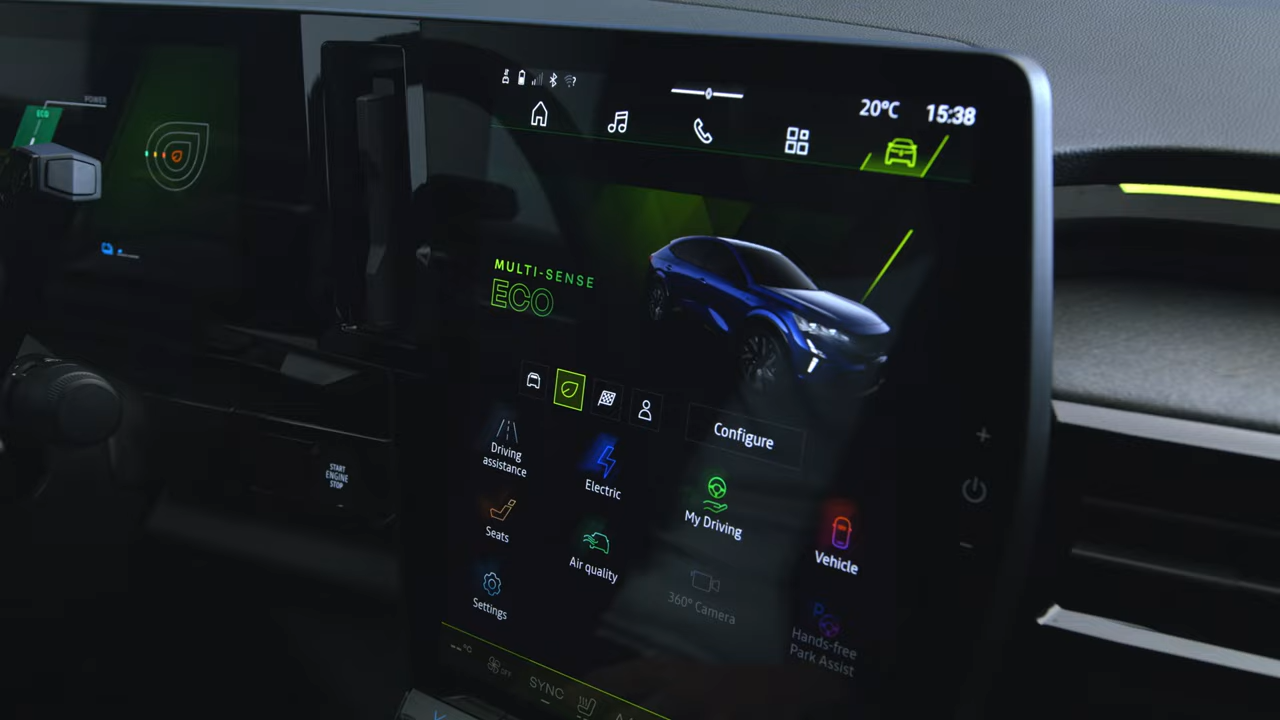 POWER
ECO
20°C
15:38
MULTI-SENSE
ECO
Configure
Driving
assistance
Electric
My Driving
Vehicle
Seats
Air quality
360° Camera
Hands-free
Park Assist
Settings
START
ENGINE
STOP
--°C
OFF
SYNC